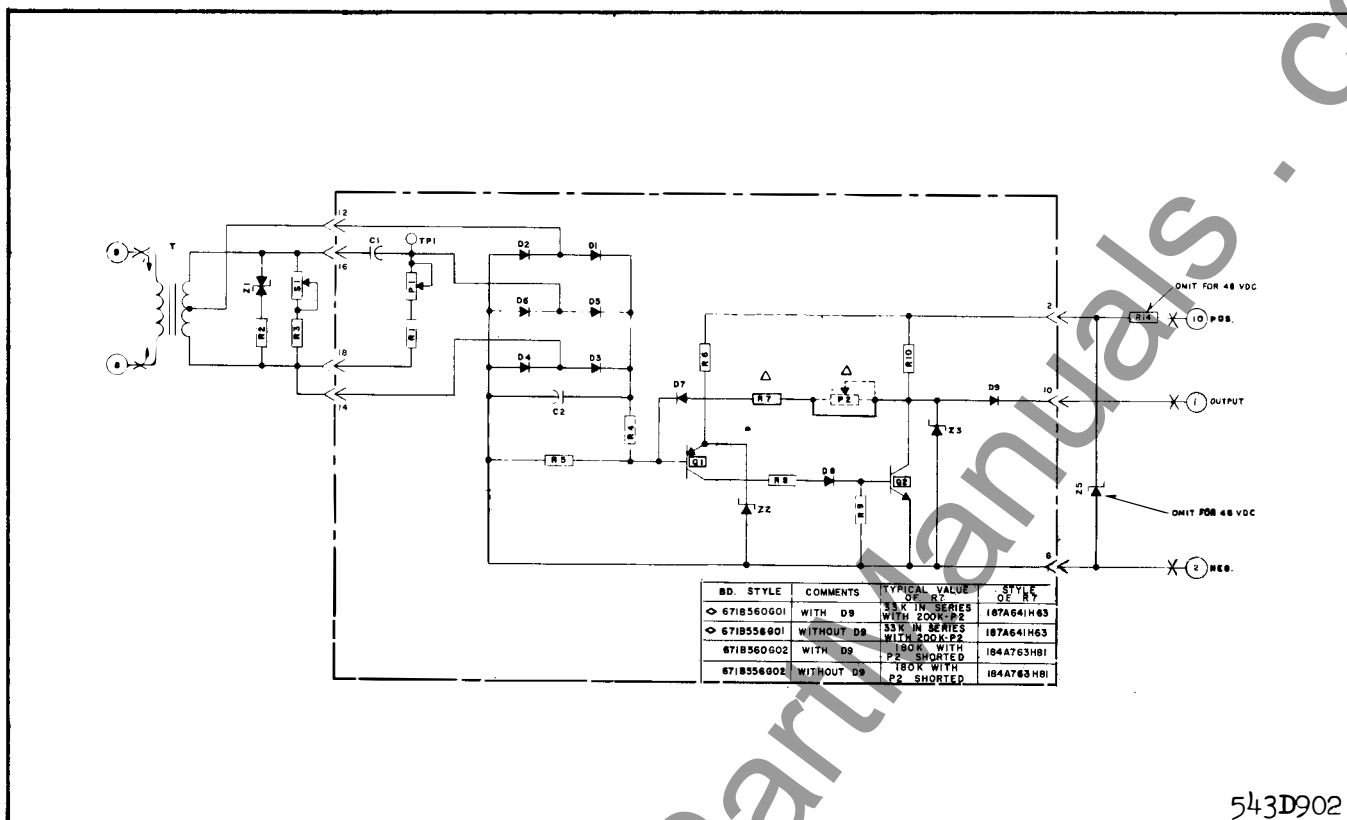 12
9
T
C1
TP1
16
D2
D1
Z1
S1
P1
D6
D5
OMIT FOR 48 VDC
2
R14
10 POS.
R2
R3
R
18
D4
D3
R6
R10
14
C2
D7
R7
P2
D9
10
1 OUTPUT
8
R4
Z3
R5
Q1
R8
D8
Q2
Z5
Z2
R9
OMIT FOR 48 VDC
6
2 NEG.
BD. STYLE COMMENTS TYPICAL VALUE OF R7 STYLE OF R7
671B560G01 WITH D9 33K IN SERIES WITH 200K-P2 187A641H63
671B556G01 WITHOUT D9 33K IN SERIES WITH 200K-P2 187A641H63
671B560G02 WITH D9 180K WITH P2 SHORTED 184A763H81
671B556G02 WITHOUT D9 180K WITH P2 SHORTED 184A763H81
543D902